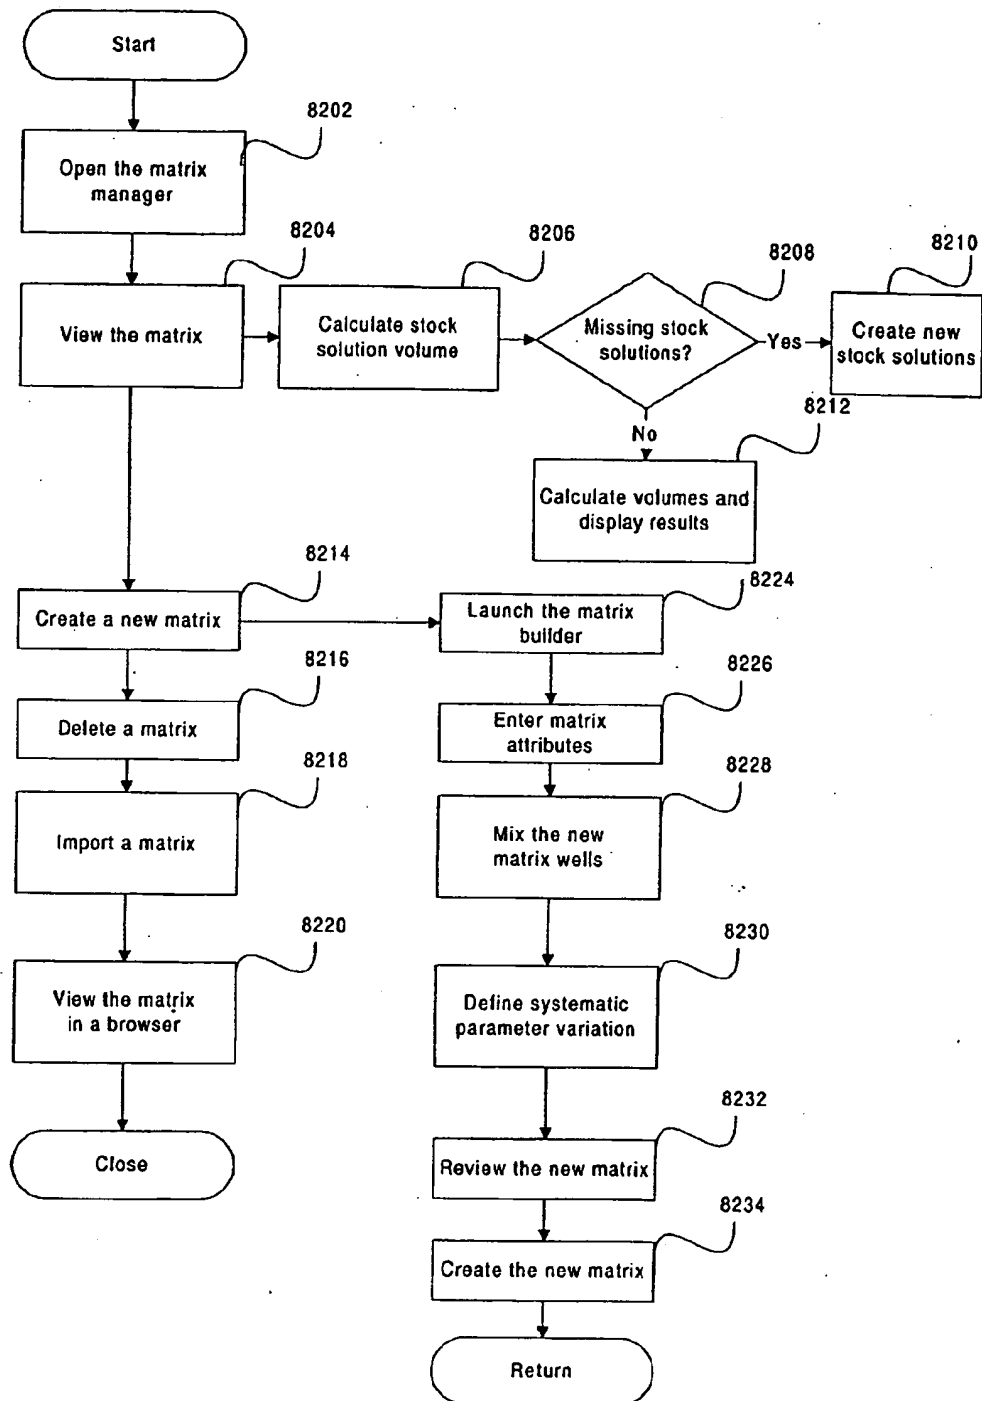 Start
8202
Open the matrix
manager
8204
View the matrix
8206
Calculate stock
solution volume
8208
Missing stock
solutions?
Yes
8210
Create new
stock solutions
No
8212
Calculate volumes and
display results
8214
Create a new matrix
8216
Delete a matrix
8218
Import a matrix
8220
View the matrix
in a browser
Close
8224
Launch the matrix
builder
8226
Enter matrix
attributes
8228
Mix the new
matrix wells
8230
Define systematic
parameter variation
8232
Review the new matrix
8234
Create the new matrix
Return